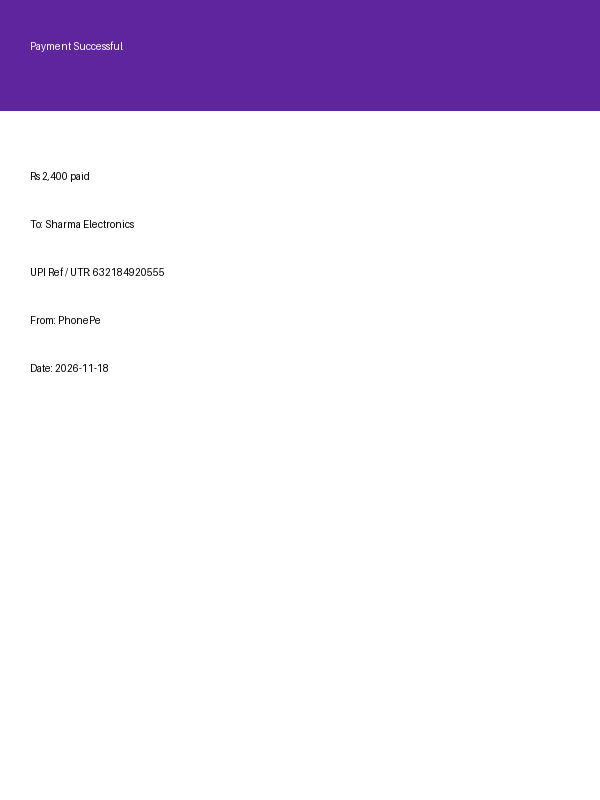 Payment Successful
Rs 2,400 paid
To: Sharma Electronics
UPI Ref / UTR: 632184920555
From: PhonePe
Date: 2026-11-18